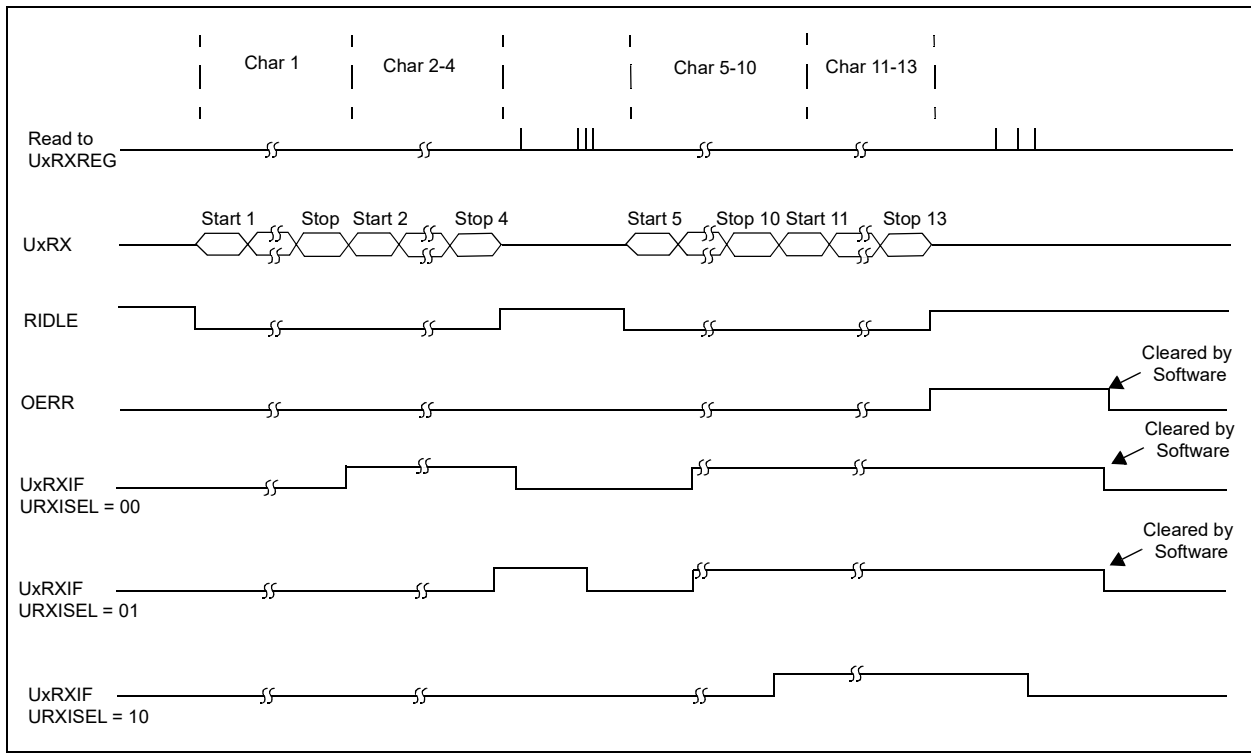 Char 1
Char 2-4
Char 5-10
Char 11-13
Read to
UxRXREG
Start 1
Stop
Start 2
Stop 4
Start 5
Stop 10
Start 11
Stop 13
UxRX
RIDLE
Cleared by
Software
OERR
Cleared by
Software
UxRXIF
URXISEL = 00
Cleared by
Software
UxRXIF
URXISEL = 01
UxRXIF
URXISEL = 10